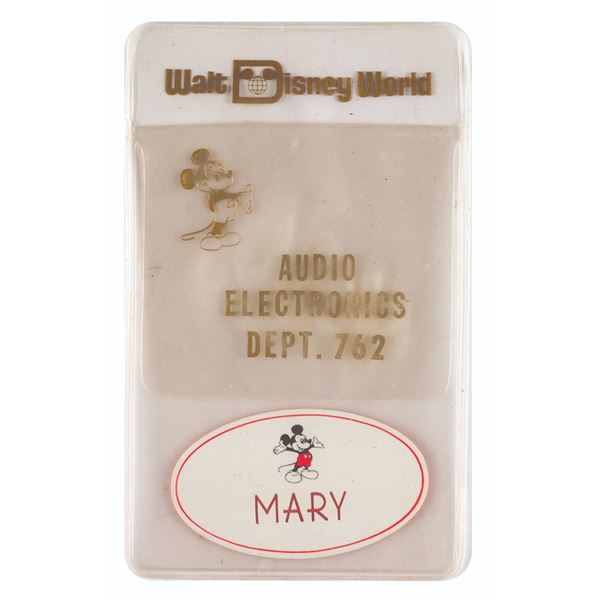 Walt Disney World
AUDIO
ELECTRONICS
DEPT. 762
MARY